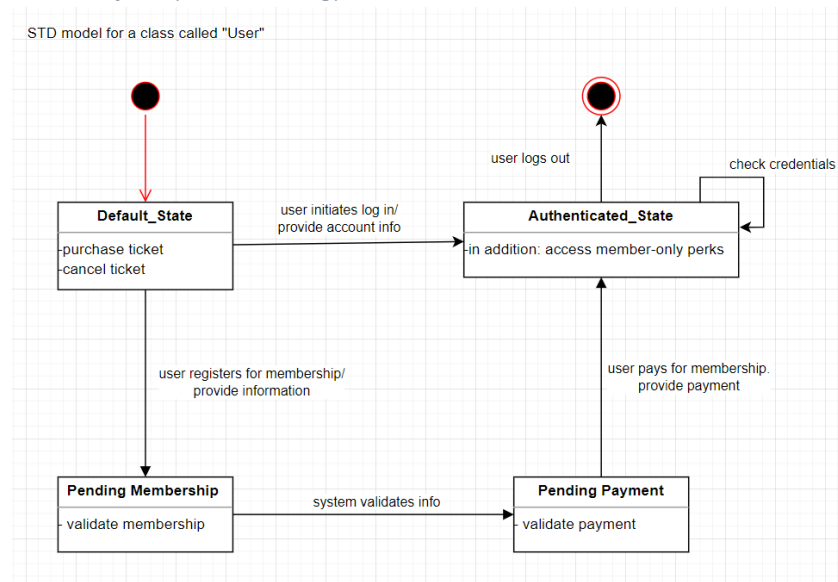 STD model for a class called "User"
user logs out
check credentials
Default_State
-purchase ticket
-cancel ticket
user initiates log in/
provide account info
Authenticated_State
-in addition: access member-only perks
user registers for membership/
provide information
user pays for membership.
provide payment
Pending Membership
- validate membership
system validates info
Pending Payment
- validate payment